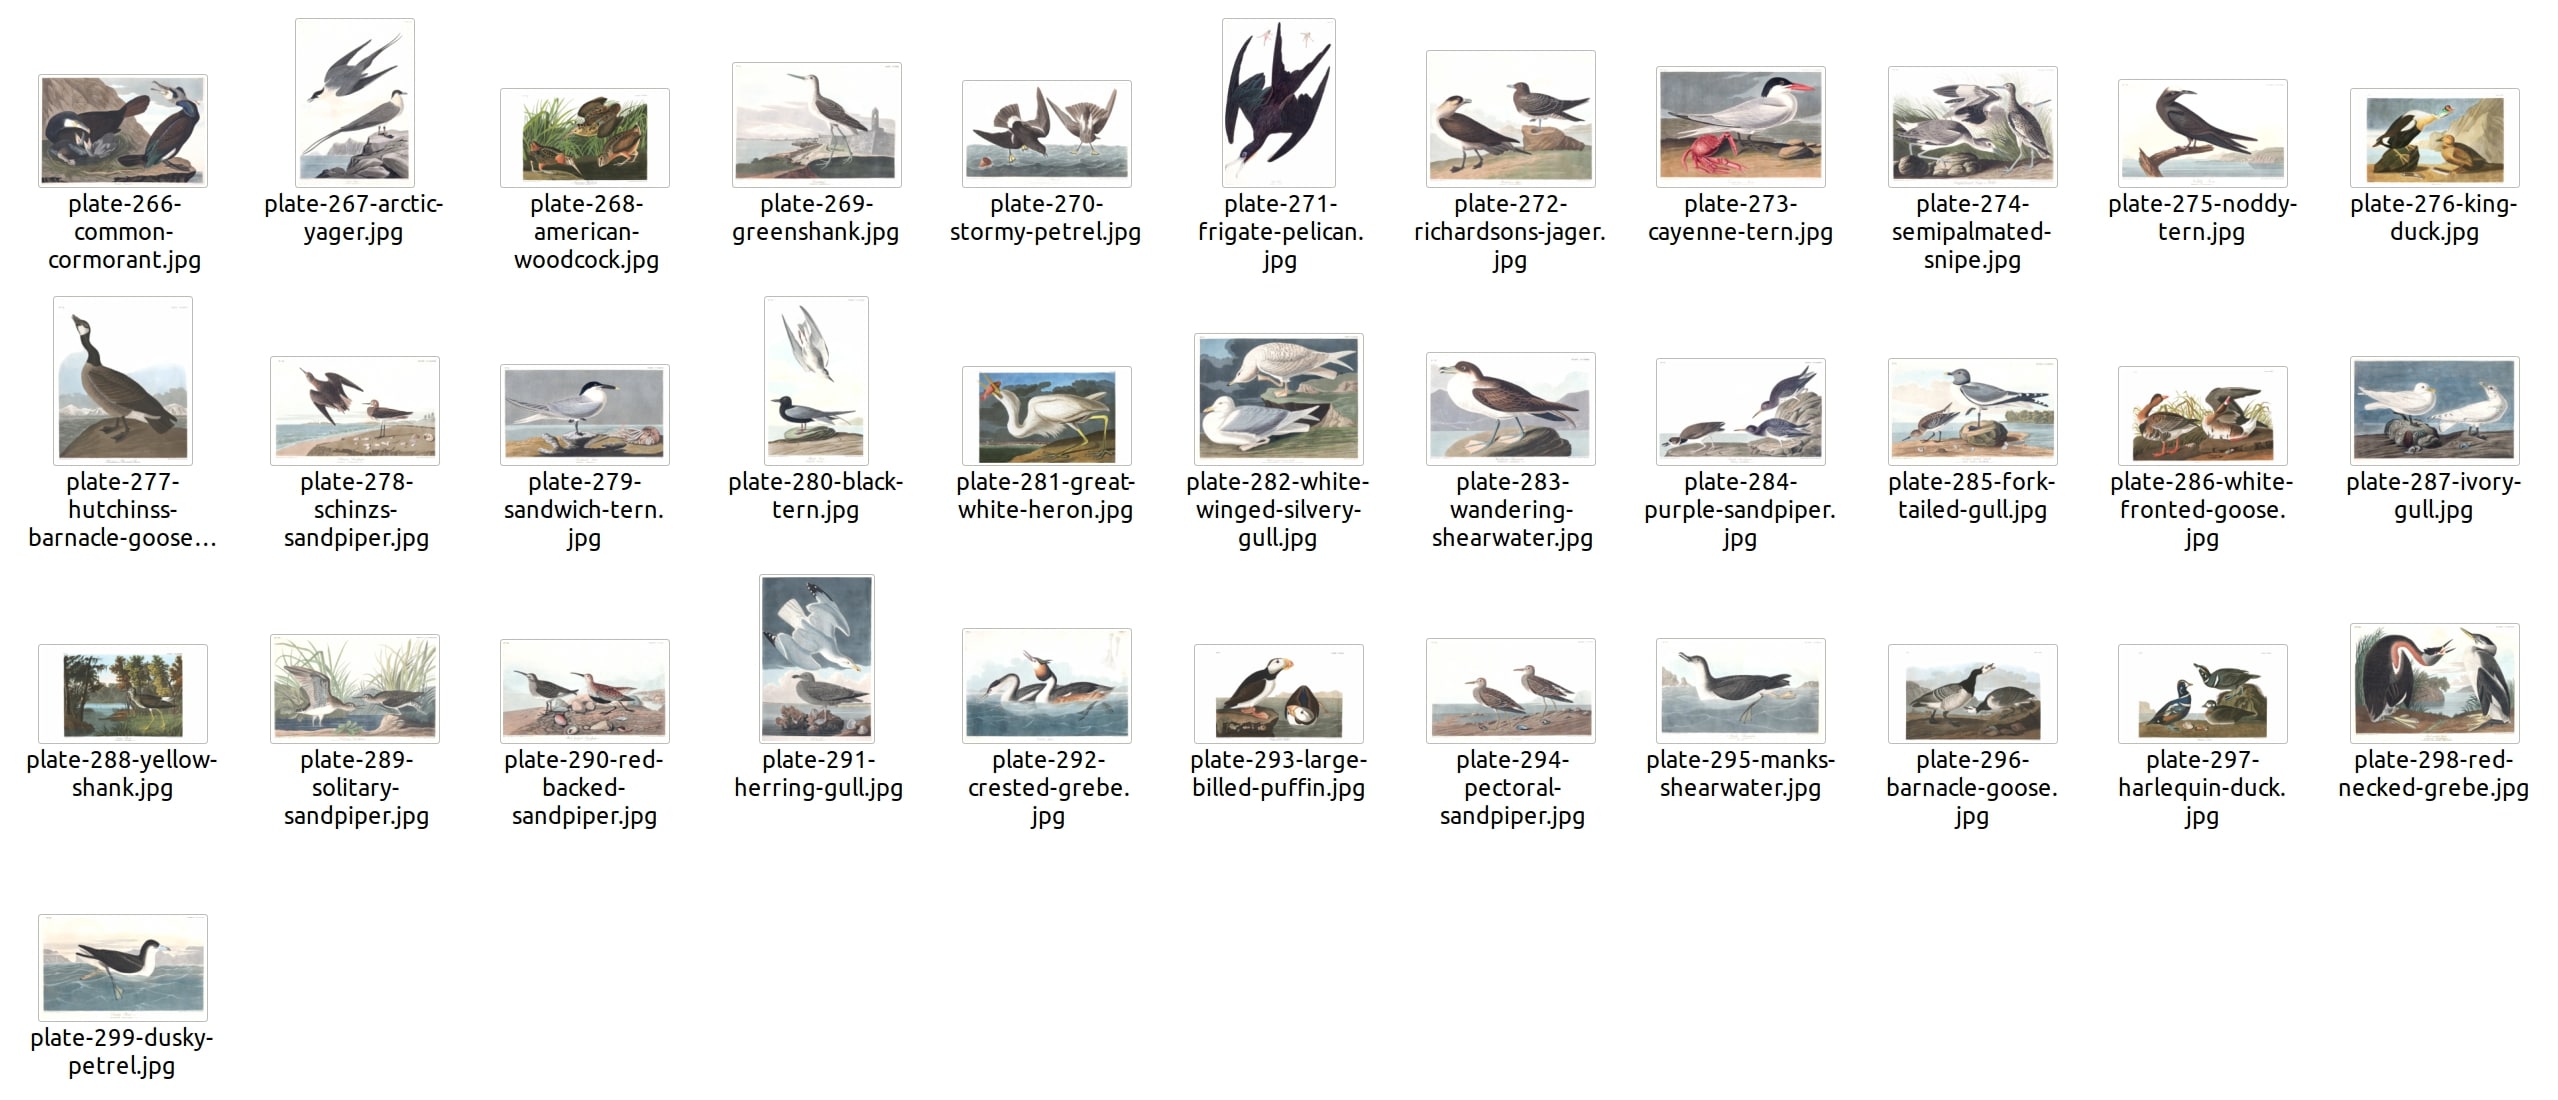 plate-266-
common-
cormorant.jpg
plate-267-arctic-
yager.jpg
plate-268-
american-
woodcock.jpg
plate-269-
greenshank.jpg
plate-270-
stormy-petrel.jpg
plate-271-
frigate-pelican.
jpg
plate-272-
richardsons-jager.
jpg
plate-273-
cayenne-tern.jpg
plate-274-
semipalmated-
snipe.jpg
plate-275-noddy-
tern.jpg
plate-276-king-
duck.jpg
plate-277-
hutchinss-
barnacle-goose...
plate-278-
schinzs-
sandpiper.jpg
plate-279-
sandwich-tern.
jpg
plate-280-black-
tern.jpg
plate-281-great-
white-heron.jpg
plate-282-white-
winged-silvery-
gull.jpg
plate-283-
wandering-
shearwater.jpg
plate-284-
purple-sandpiper.
jpg
plate-285-fork-
tailed-gull.jpg
plate-286-white-
fronted-goose.
jpg
plate-287-ivory-
gull.jpg
plate-288-yellow-
shank.jpg
plate-289-
solitary-
sandpiper.jpg
plate-290-red-
backed-
sandpiper.jpg
plate-291-
herring-gull.jpg
plate-292-
crested-grebe.
jpg
plate-293-large-
billed-puffin.jpg
plate-294-
pectoral-
sandpiper.jpg
plate-295-manks-
shearwater.jpg
plate-296-
barnacle-goose.
jpg
plate-297-
harlequin-duck.
jpg
plate-298-red-
necked-grebe.jpg
plate-299-dusky-
petrel.jpg